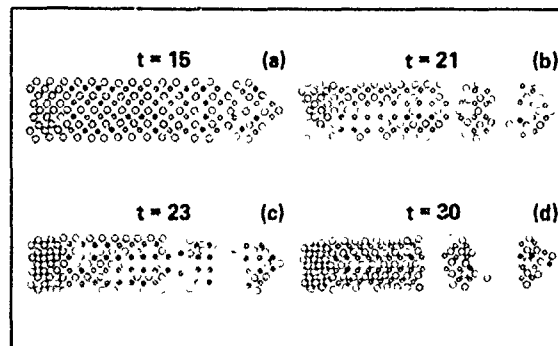 t = 15 (a)
t = 21 (b)
t = 23 (c)
t = 30 (d)